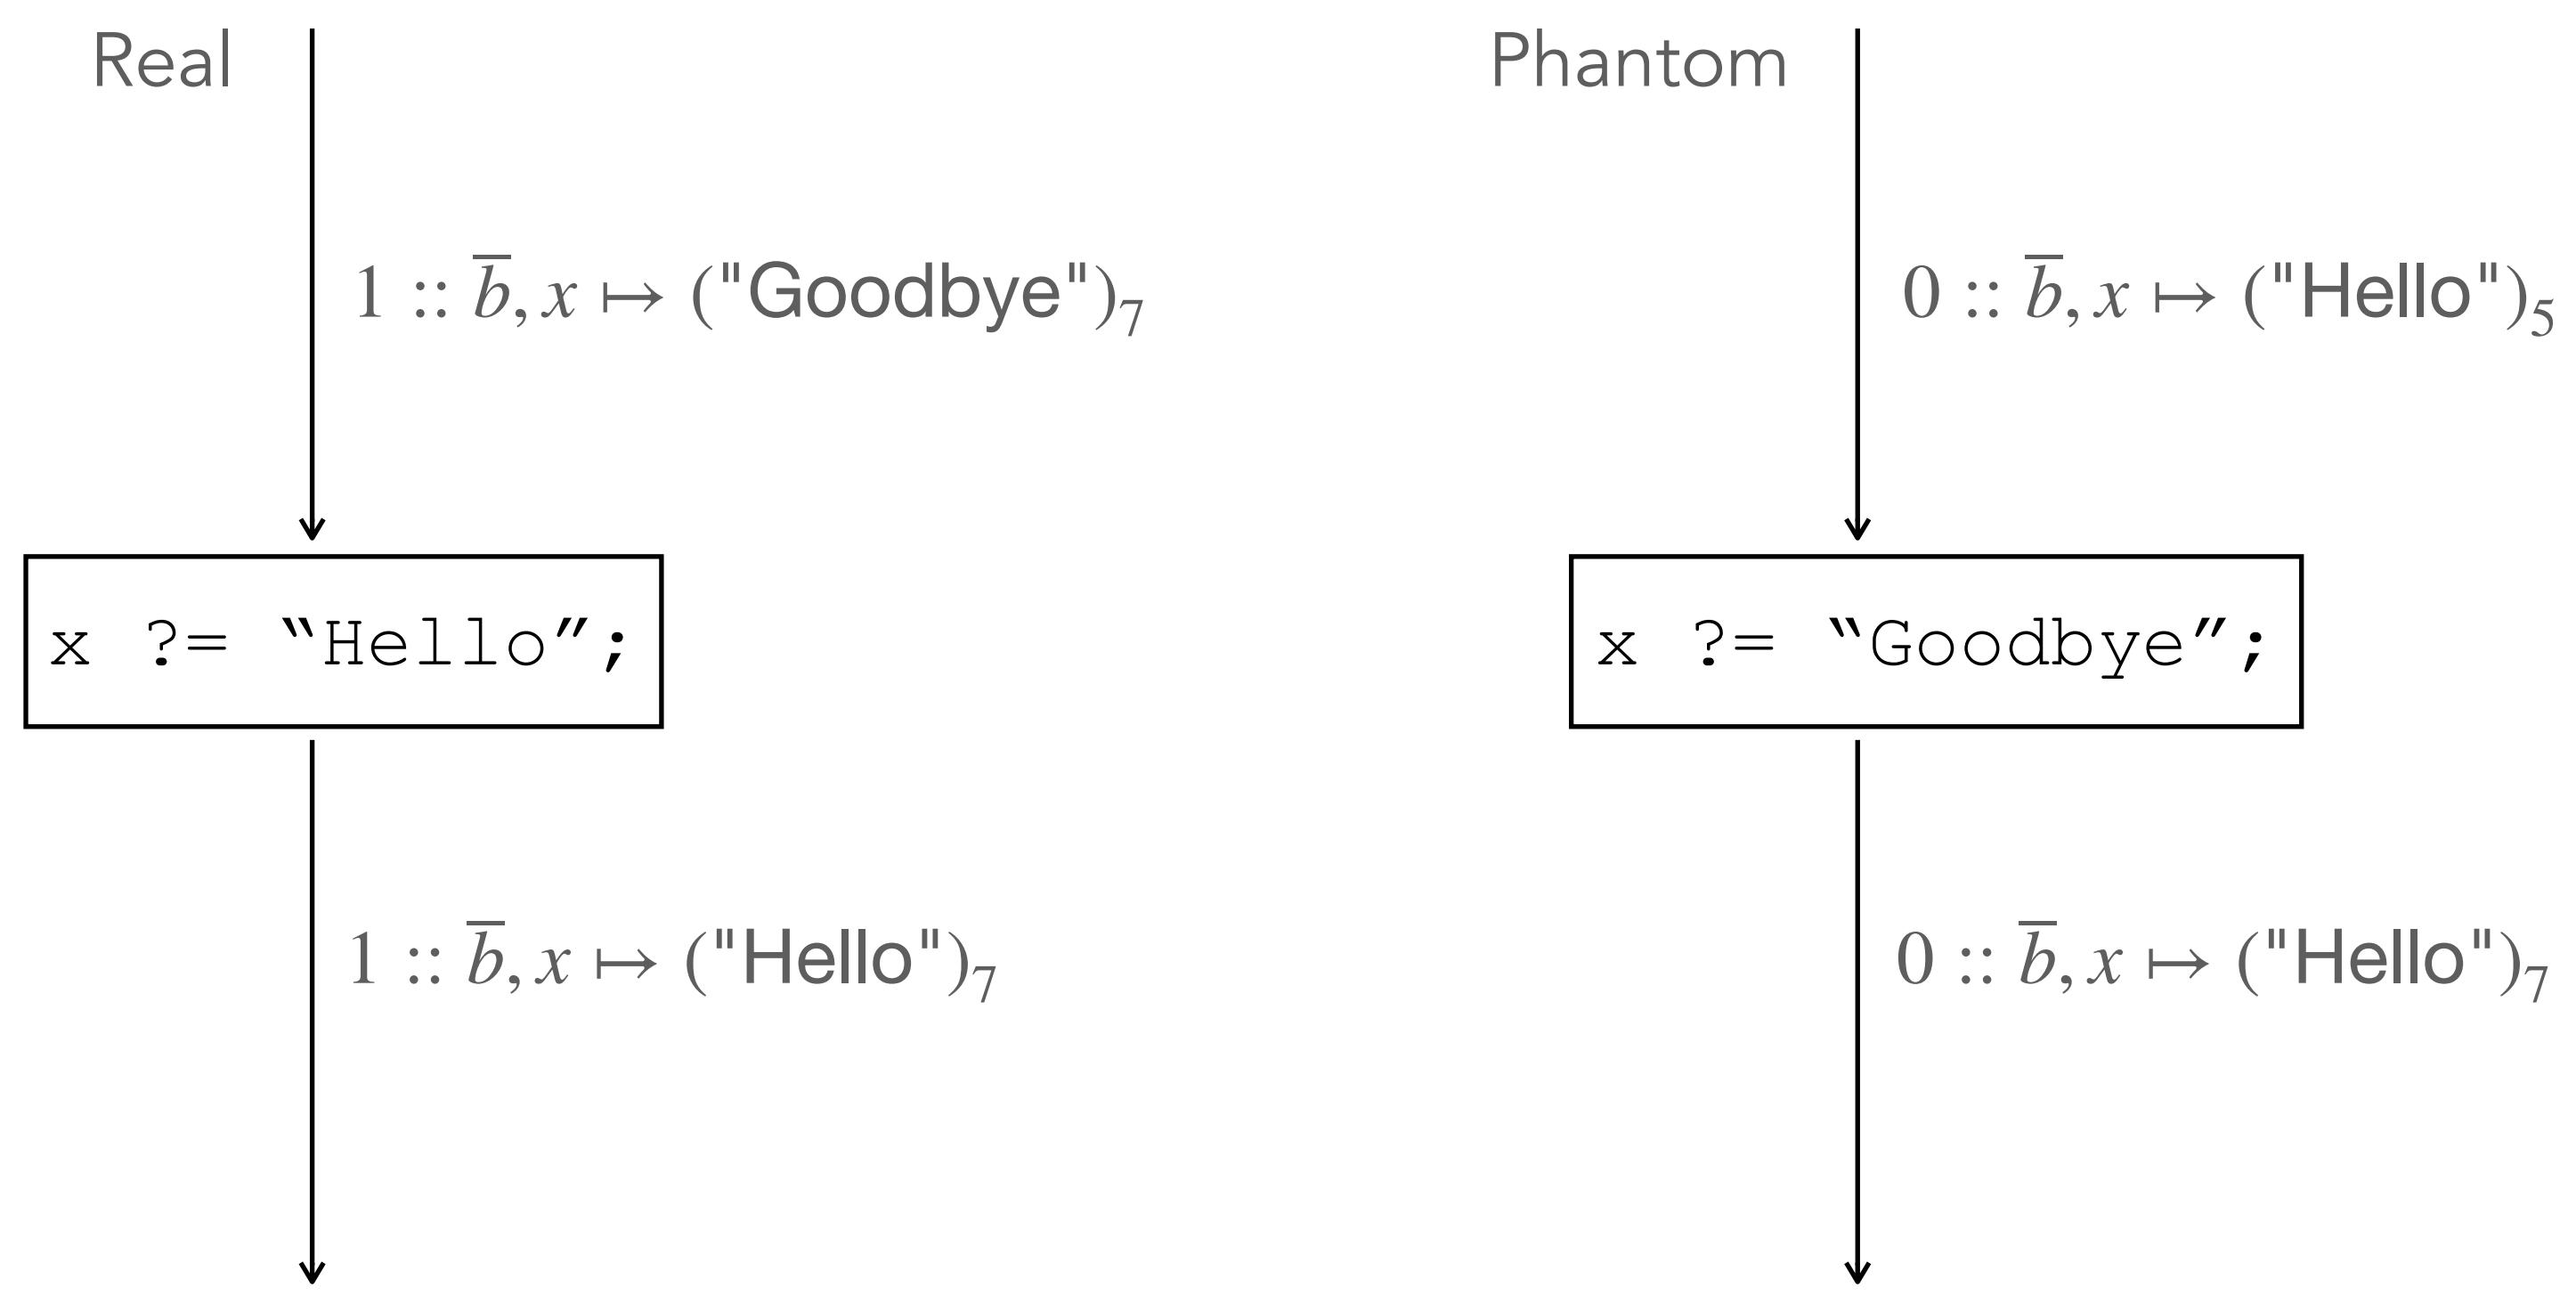 Real
1 :: b̅, x ↦ ("Goodbye")₇
x ?= “Hello”;
1 :: b̅, x ↦ ("Hello")₇
Phantom
0 :: b̅, x ↦ ("Hello")₅
x ?= “Goodbye”;
0 :: b̅, x ↦ ("Hello")₇